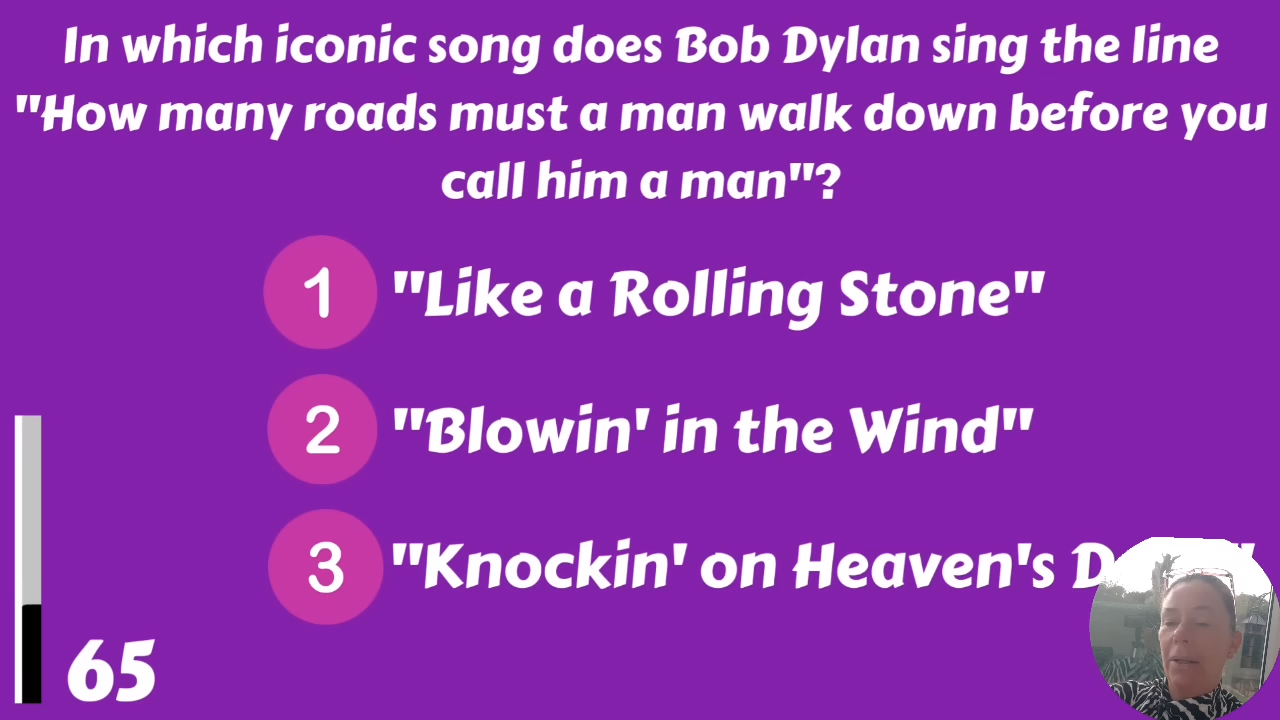 In which iconic song does Bob Dylan sing the line
"How many roads must a man walk down before you
call him a man"?
1 "Like a Rolling Stone"
2 "Blowin' in the Wind"
3 "Knockin' on Heaven's
65